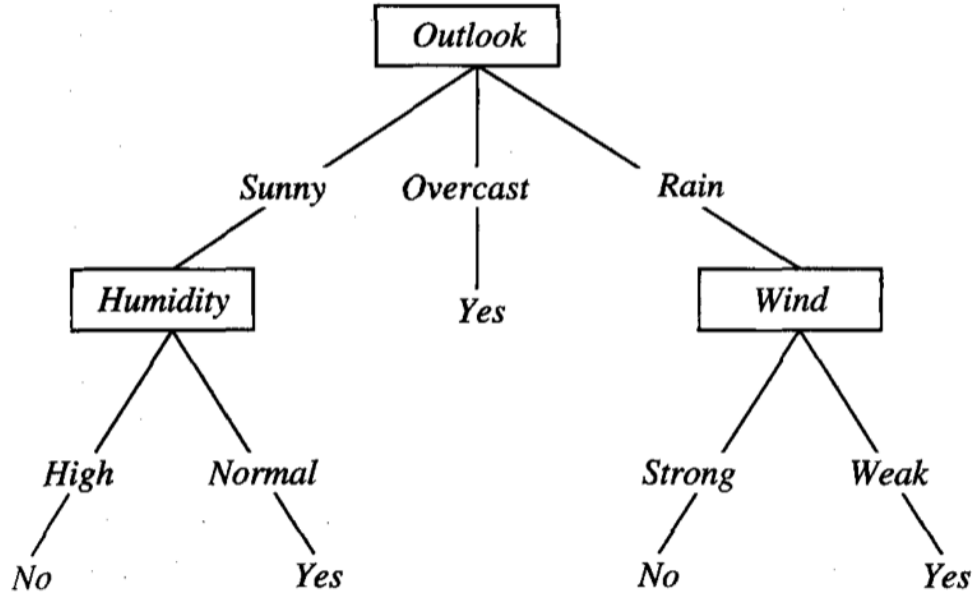 Outlook
Sunny Overcast Rain
Humidity Yes Wind
High Normal Strong Weak
No Yes No Yes